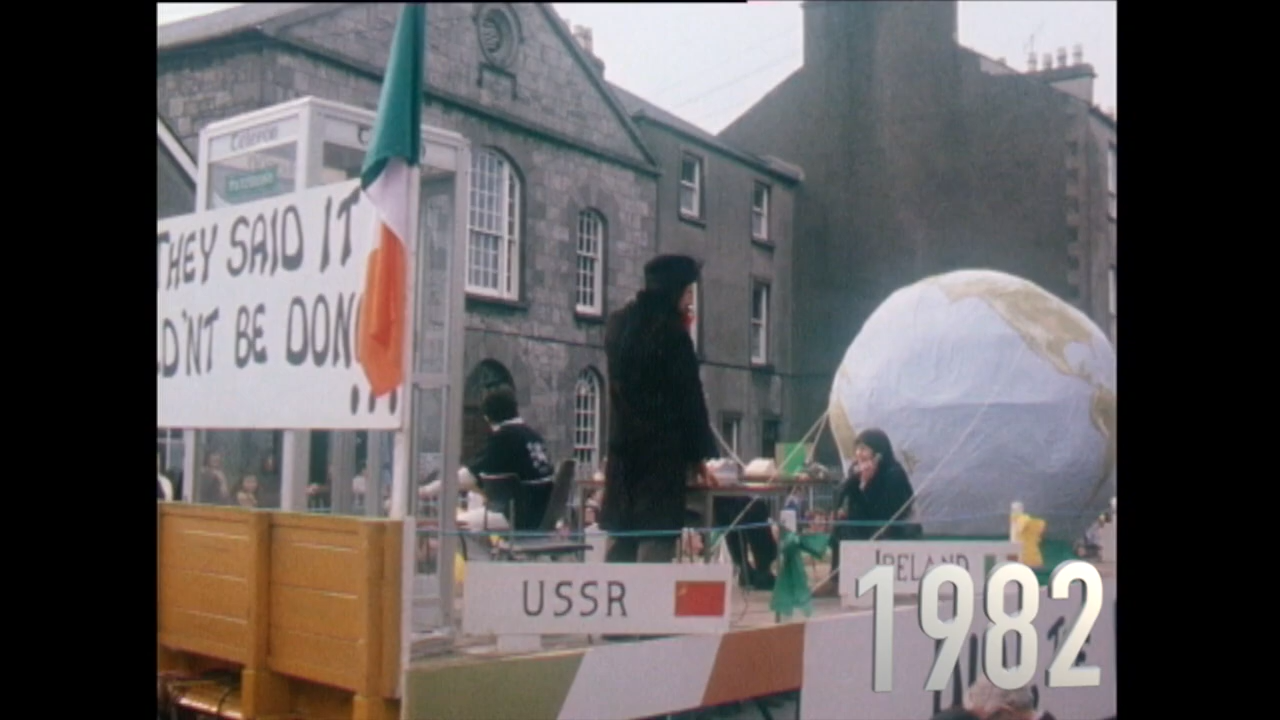 THEY SAID IT
D'NT BE DON
...
USSR
IRELAND
1982